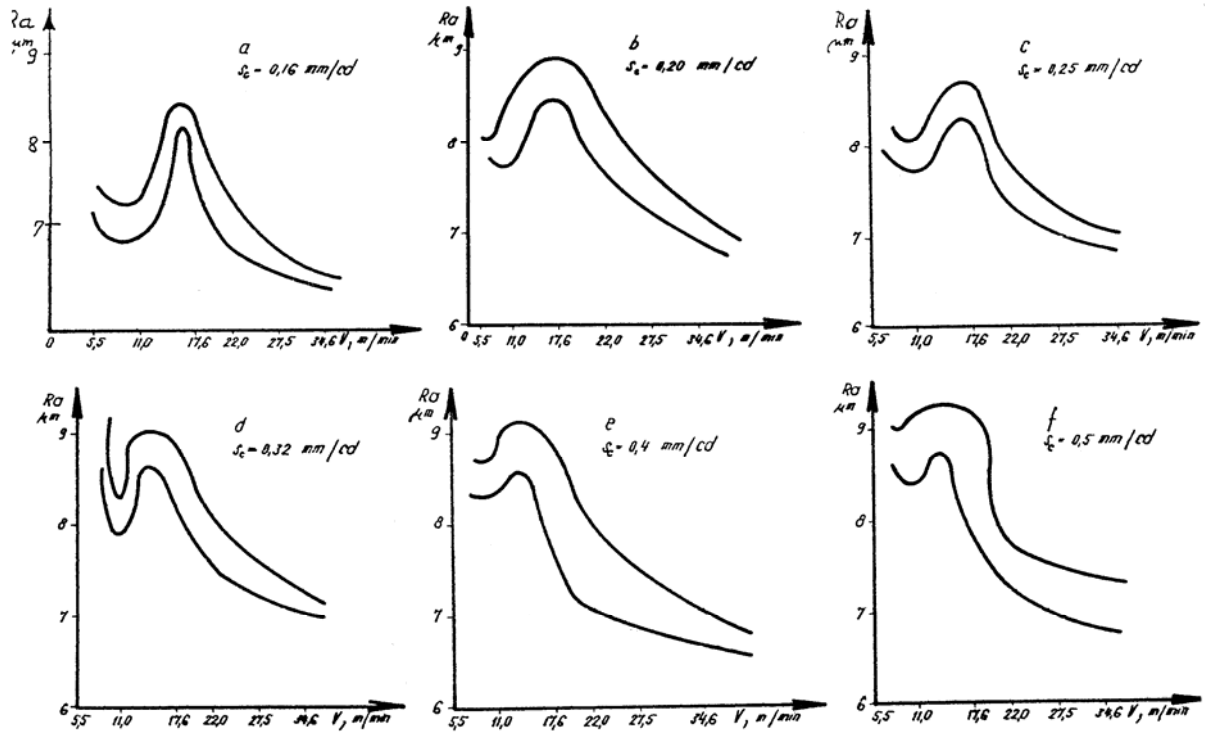 Ra
μm
9
8
7
a
Sc = 0,16 mm/cd
0 5,5 11,0 17,6 22,0 27,5 34,6 V, m/min
Ra
μm
9
8
7
6
b
Sc = 0,20 mm/cd
0 5,5 11,0 17,6 22,0 27,5 34,6 V, m/min
Ra
μm
9
8
7
6
c
Sc = 0,25 mm/cd
5,5 11,0 17,6 22,0 27,5 34,6 V, m/min
Ra
μm
9
8
7
6
d
Sc = 0,32 mm/cd
5,5 11,0 17,6 22,0 27,5 34,6 V, m/min
Ra
μm
9
8
7
6
e
Sc = 0,4 mm/cd
5,5 11,0 17,6 22,0 27,5 34,6 V, m/min
Ra
μm
9
8
7
6
f
Sc = 0,5 mm/cd
5,5 11,0 17,6 22,0 27,5 34,6 V, m/min